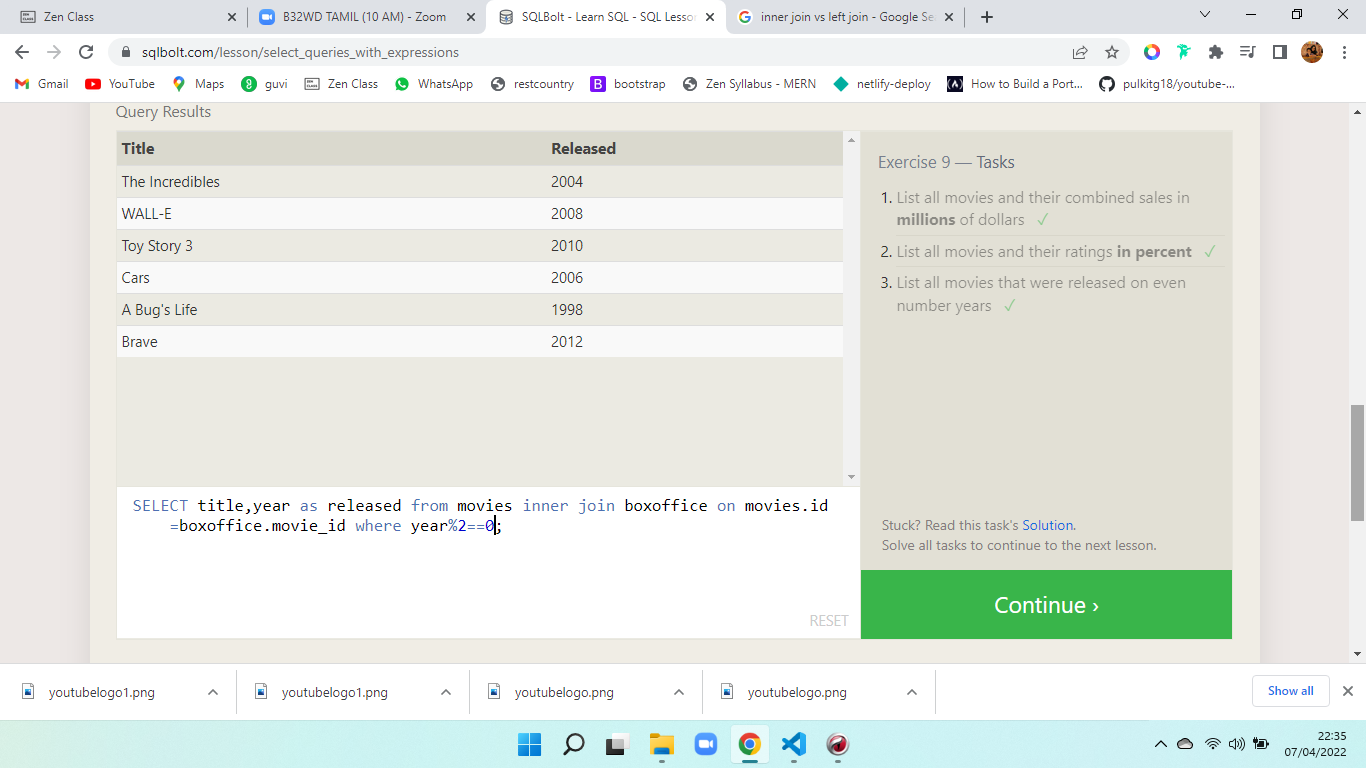 Zen Class
B32WD TAMIL (10 AM) - Zoom
SQLBolt - Learn SQL - SQL Lesso
inner join vs left join - Google Se
sqlbolt.com/lesson/select_queries_with_expressions
Gmail
YouTube
Maps
guvi
Zen Class
WhatsApp
restcountry
bootstrap
Zen Syllabus - MERN
netlify-deploy
How to Build a Port...
pulkitg18/youtube-...
Query Results
Title Released
The Incredibles 2004
WALL-E 2008
Toy Story 3 2010
Cars 2006
A Bug's Life 1998
Brave 2012
SELECT title,year as released from movies inner join boxoffice on movies.id
=boxoffice.movie_id where year%2==0;
RESET
Exercise 9 — Tasks
1. List all movies and their combined sales in
millions of dollars ✓
2. List all movies and their ratings in percent ✓
3. List all movies that were released on even
number years ✓
Stuck? Read this task's Solution.
Solve all tasks to continue to the next lesson.
Continue ›
youtubelogo1.png
youtubelogo1.png
youtubelogo.png
youtubelogo.png
Show all
22:35
07/04/2022